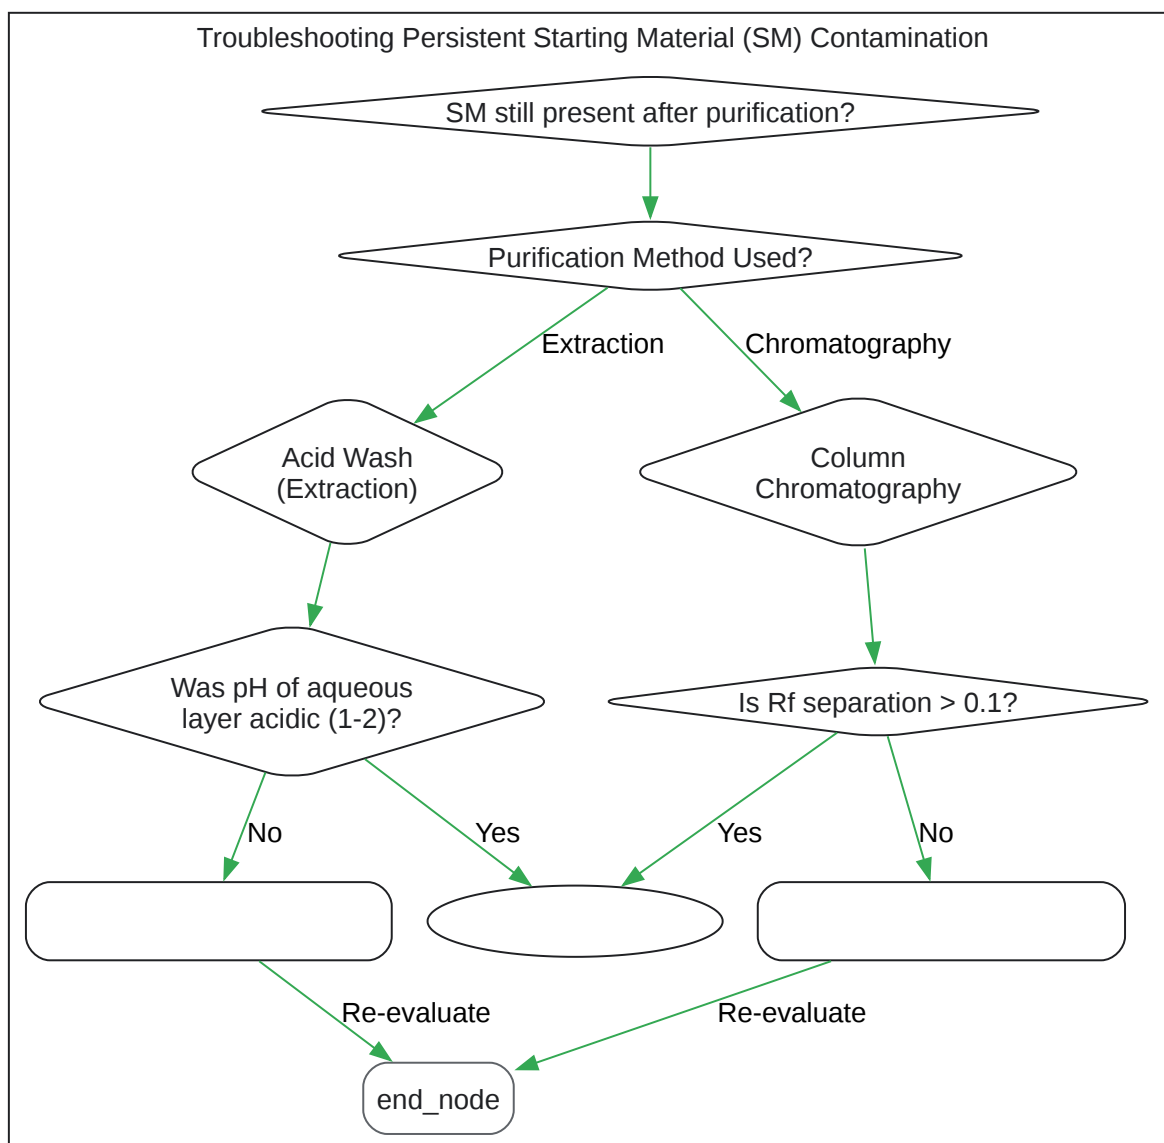 Troubleshooting Persistent Starting Material (SM) Contamination
SM still present after purification?
Purification Method Used?
Extraction
Chromatography
Acid Wash
(Extraction)
Column
Chromatography
Was pH of aqueous
layer acidic (1-2)?
Is Rf separation > 0.1?
No
Yes
Yes
No
Re-evaluate
Re-evaluate
end_node